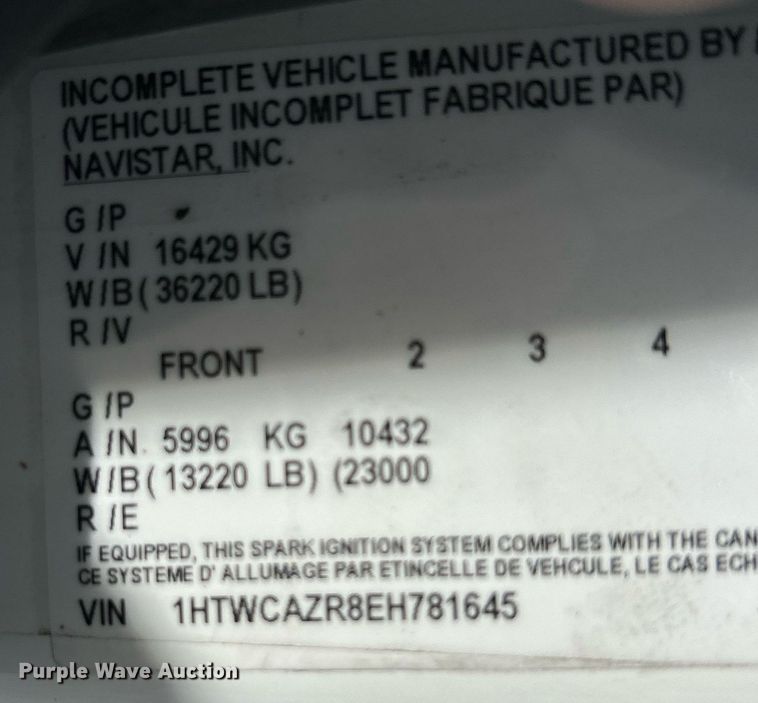 INCOMPLETE VEHICLE MANUFACTURED BY
(VEHICULE INCOMPLET FABRIQUE PAR)
NAVISTAR, INC.
G /P
V /N 16429 KG
W/B ( 36220 LB)
R /V
FRONT 2 3 4
G /P
A /N 5996 KG 10432
W/B ( 13220 LB) (23000
R /E
IF EQUIPPED, THIS SPARK IGNITION SYSTEM COMPLIES WITH THE CAN
CE SYSTEME D' ALLUMAGE PAR ETINCELLE DE VEHCULE, LE CAS ECH
VIN 1HTWCAZR8EH781645
Purple Wave Auction